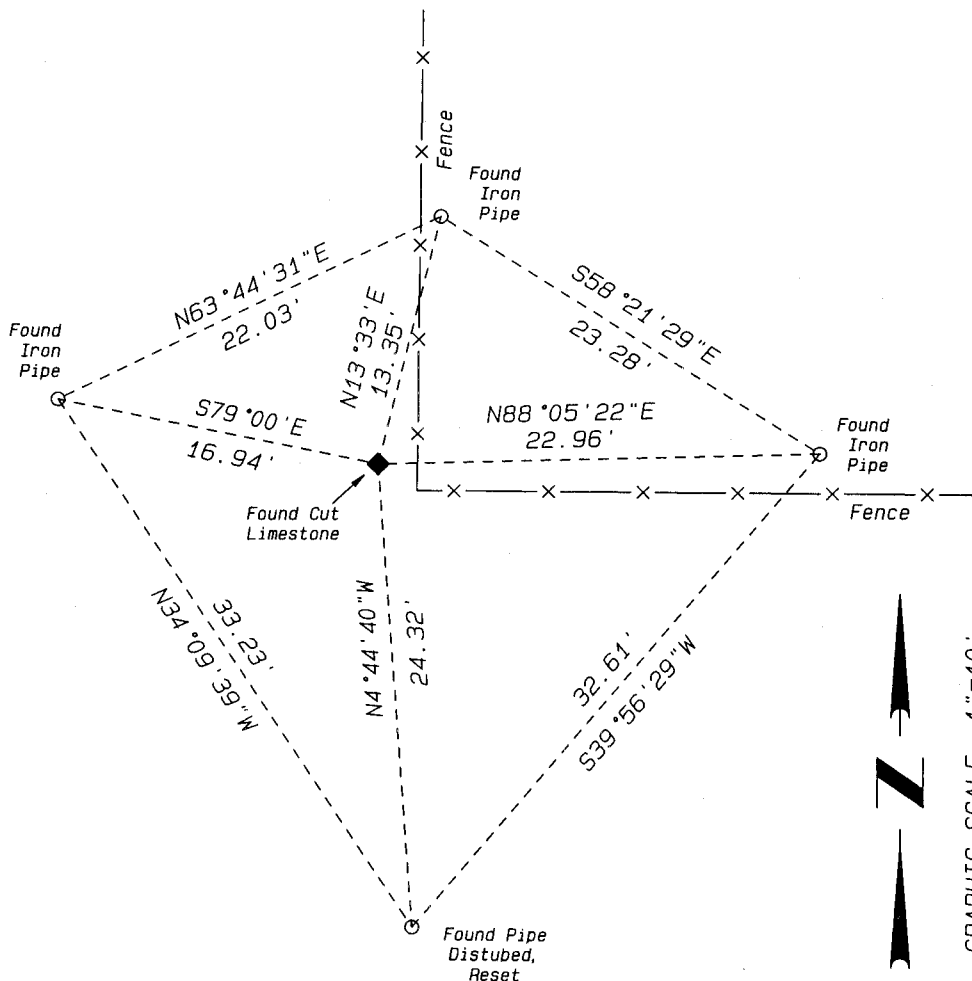 Fence
Found
Iron
Pipe
N63°44'31"E
22.03'
S58°21'29"E
23.28'
N13°33'E
13.35'
Found
Iron
Pipe
S79°00'E
16.94'
N88°05'22"E
22.96'
Found
Iron
Pipe
Found Cut
Limestone
Fence
33.23'
N34°09'39"W
N4°44'40"W
24.32'
32.61'
S39°56'29"W
N
Found Pipe
Distubed,
Reset